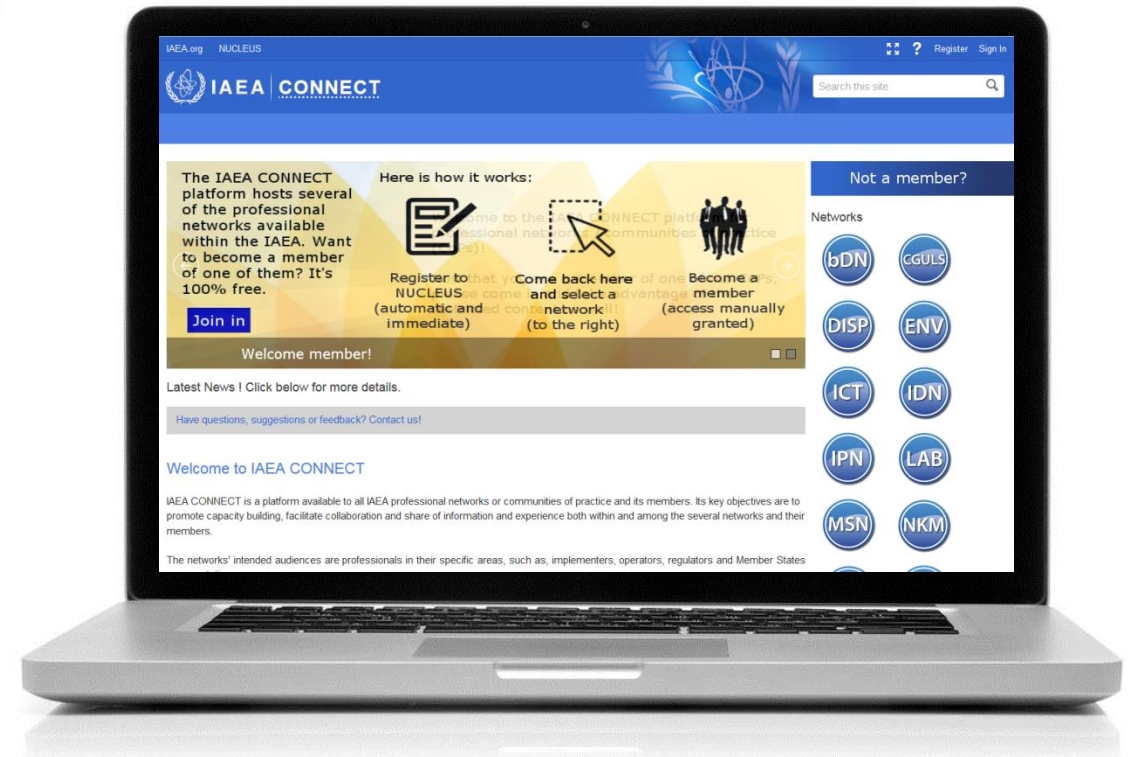 IAEA.org NUCLEUS
? Register Sign In
IAEA CONNECT
Search this site
The IAEA CONNECT
platform hosts several
of the professional
networks available
within the IAEA. Want
to become a member
of one of them? It's
100% free.
Join in
Here is how it works:
Register to
NUCLEUS
(automatic and
immediate)
Come back here
and select a
network
(to the right)
Become a
member
(access manually
granted)
Welcome member!
Not a member?
Networks
bDN CGULS
DISP ENV
ICT IDN
IPN LAB
MSN NKM
Latest News ! Click below for more details.
Have questions, suggestions or feedback? Contact us!
Welcome to IAEA CONNECT
IAEA CONNECT is a platform available to all IAEA professional networks or communities of practice and its members. Its key objectives are to
promote capacity building, facilitate collaboration and share of information and experience both within and among the several networks and their
members.
The networks' intended audiences are professionals in their specific areas, such as, implementers, operators, regulators and Member States